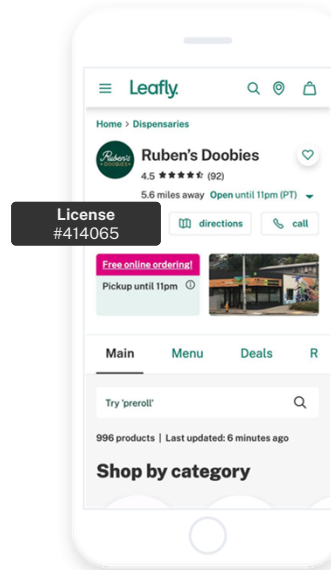 Leafly.
Home > Dispensaries
Ruben's
DOOBIES
Ruben's Doobies
4.5 ★★★★⯪ (92)
5.6 miles away Open until 11pm (PT)
License
#414065
directions
call
Free online ordering!
Pickup until 11pm
Main Menu Deals R
Try 'preroll'
996 products | Last updated: 6 minutes ago
Shop by category